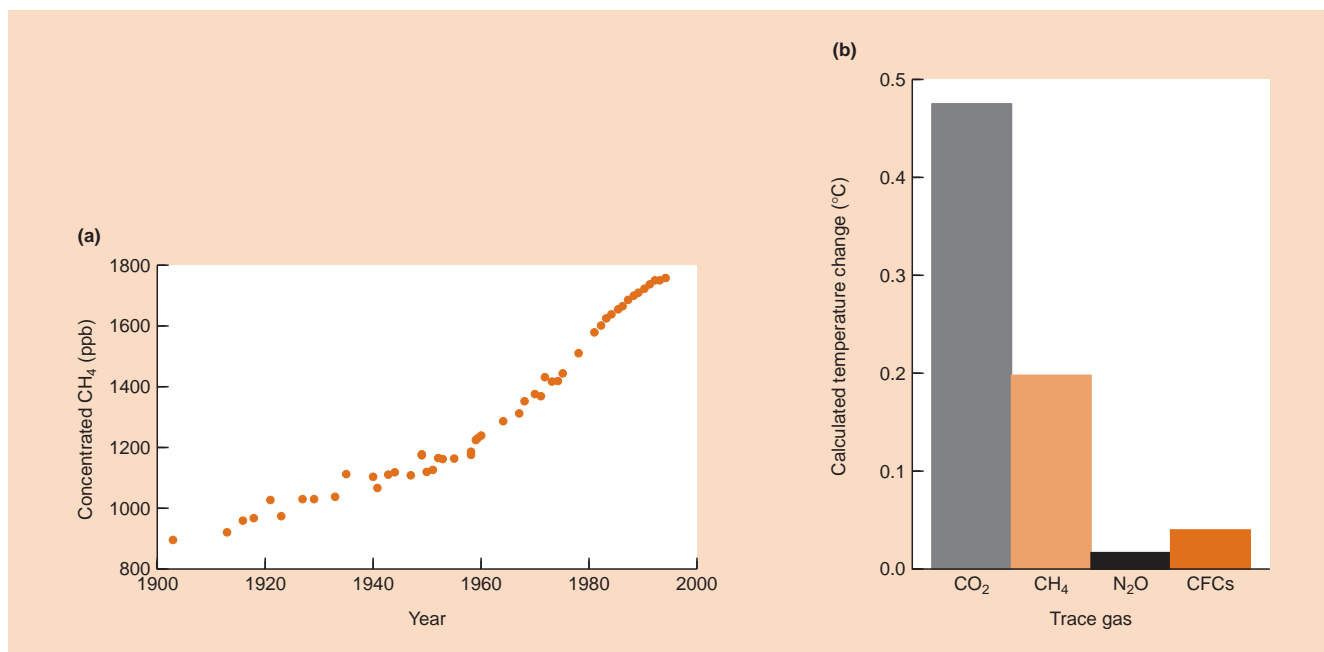 (a)
Concentrated CH₄ (ppb)
1800
1600
1400
1200
1000
800
1900 1920 1940 1960 1980 2000
Year
(b)
Calculated temperature change (°C)
0.5
0.4
0.3
0.2
0.1
0.0
CO₂ CH₄ N₂O CFCs
Trace gas